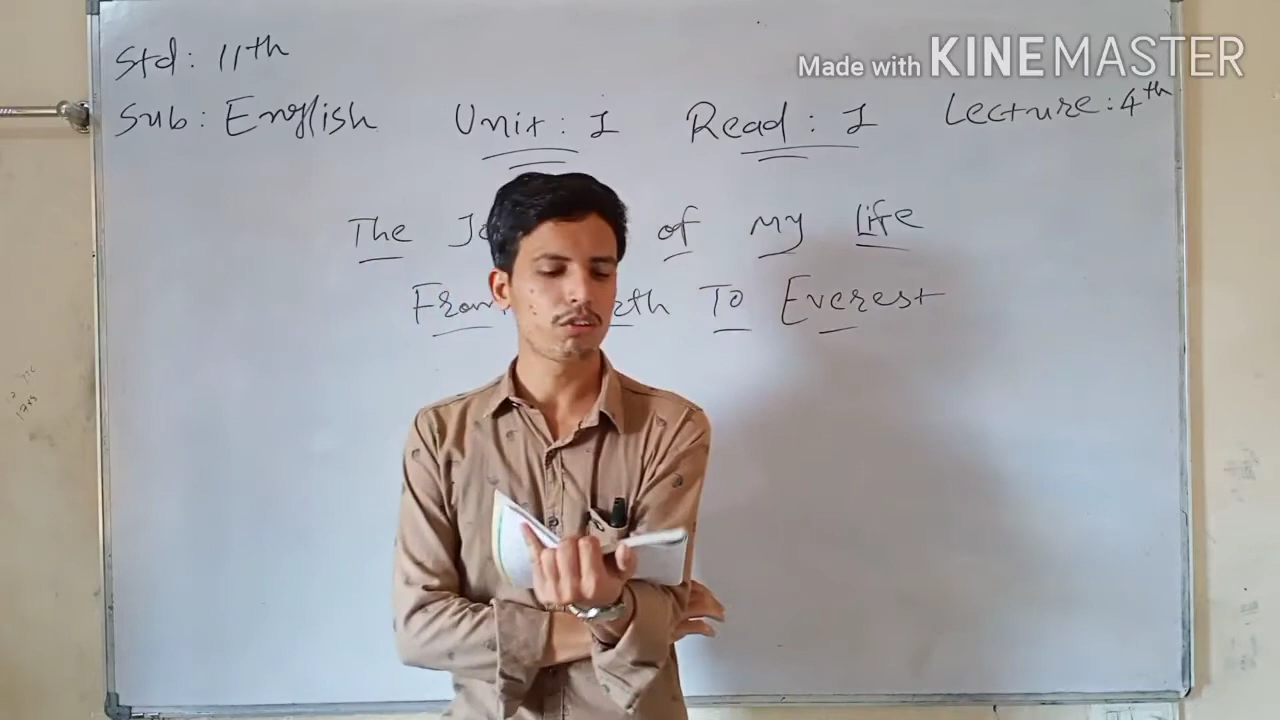 Made with KINEMASTER
Std: 11th
Sub: English Unit: I Read: I Lecture: 4th
The of my Life
From To Everest